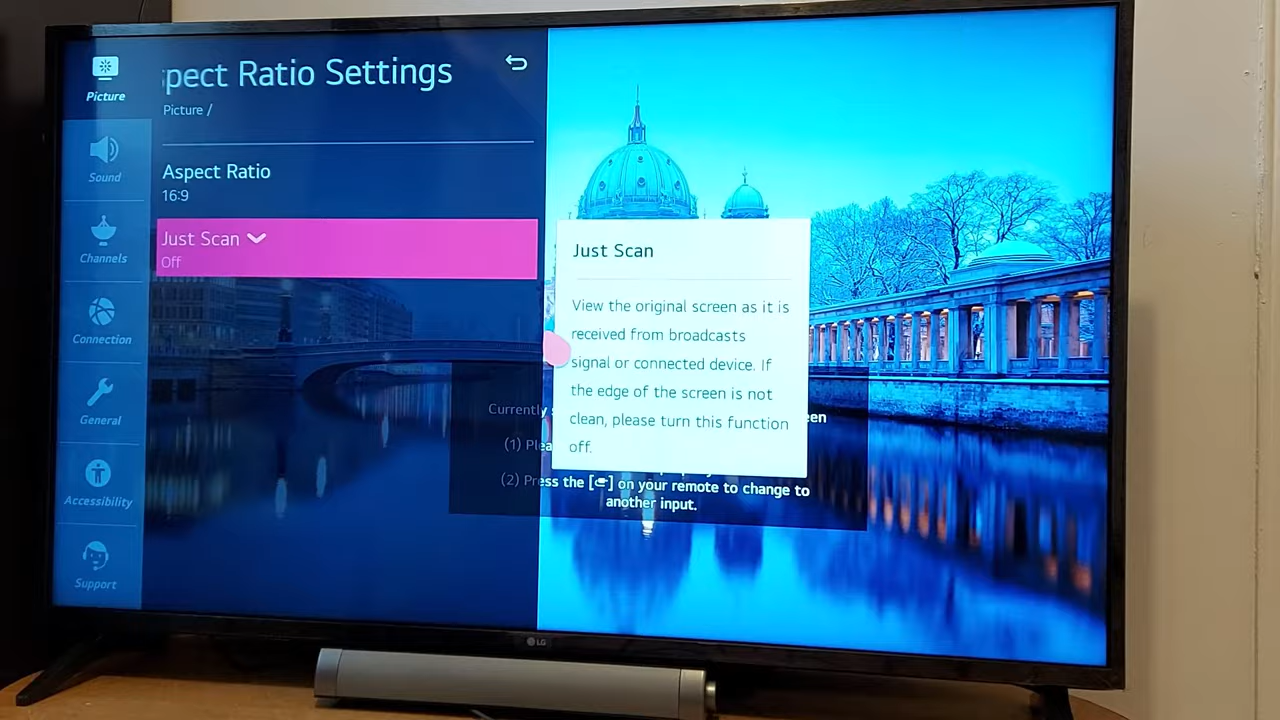 Picture
Sound
Channels
Connection
General
Accessibility
Support
spect Ratio Settings
Picture /
Aspect Ratio
16:9
Just Scan
Off
Just Scan
View the original screen as it is
received from broadcasts
signal or connected device. If
the edge of the screen is not
clean, please turn this function
off.
Currently
(1)
(2) Press the [ ] on your remote to change to
another input.
LG